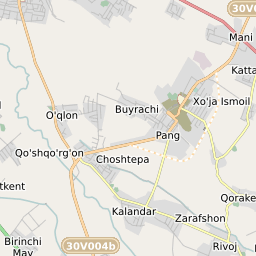 30V0
Mani
Katta
Buyrachi
Xo'ja Ismoil
O'qlon
Pang
Qo'shqo'rg'on
Choshtepa
tkent
Qorake
Kalandar
Zarafshon
Birinchi
May
30V004b
Rivoj